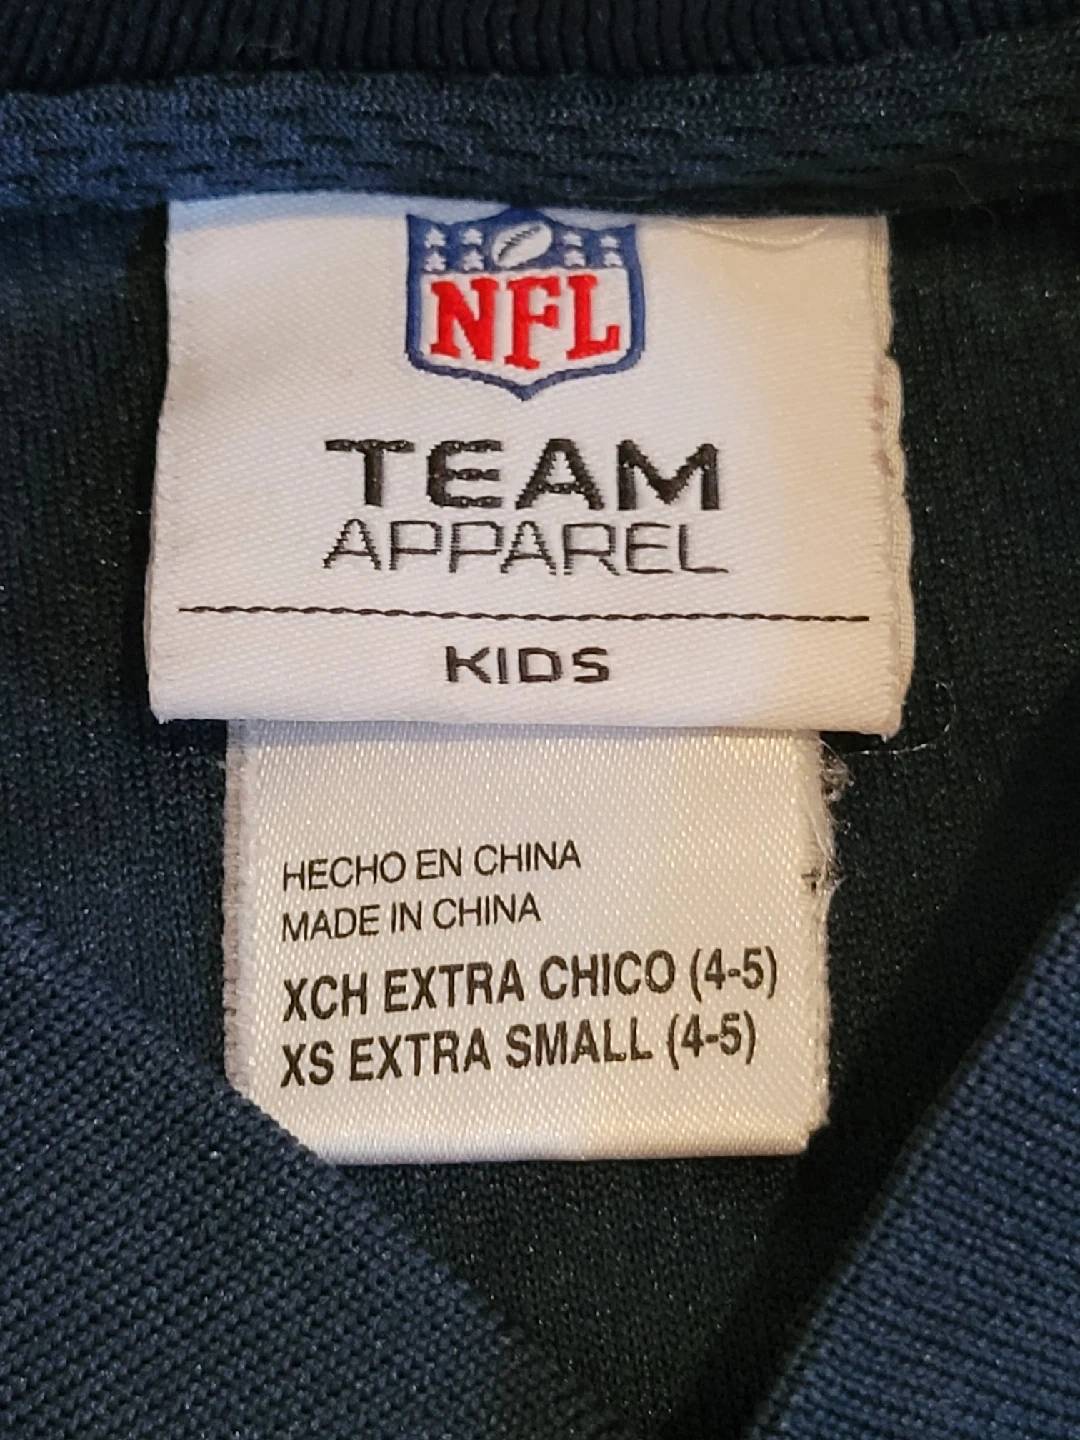 NFL
TEAM
APPAREL
KIDS
HECHO EN CHINA
MADE IN CHINA
XCH EXTRA CHICO (4-5)
XS EXTRA SMALL (4-5)